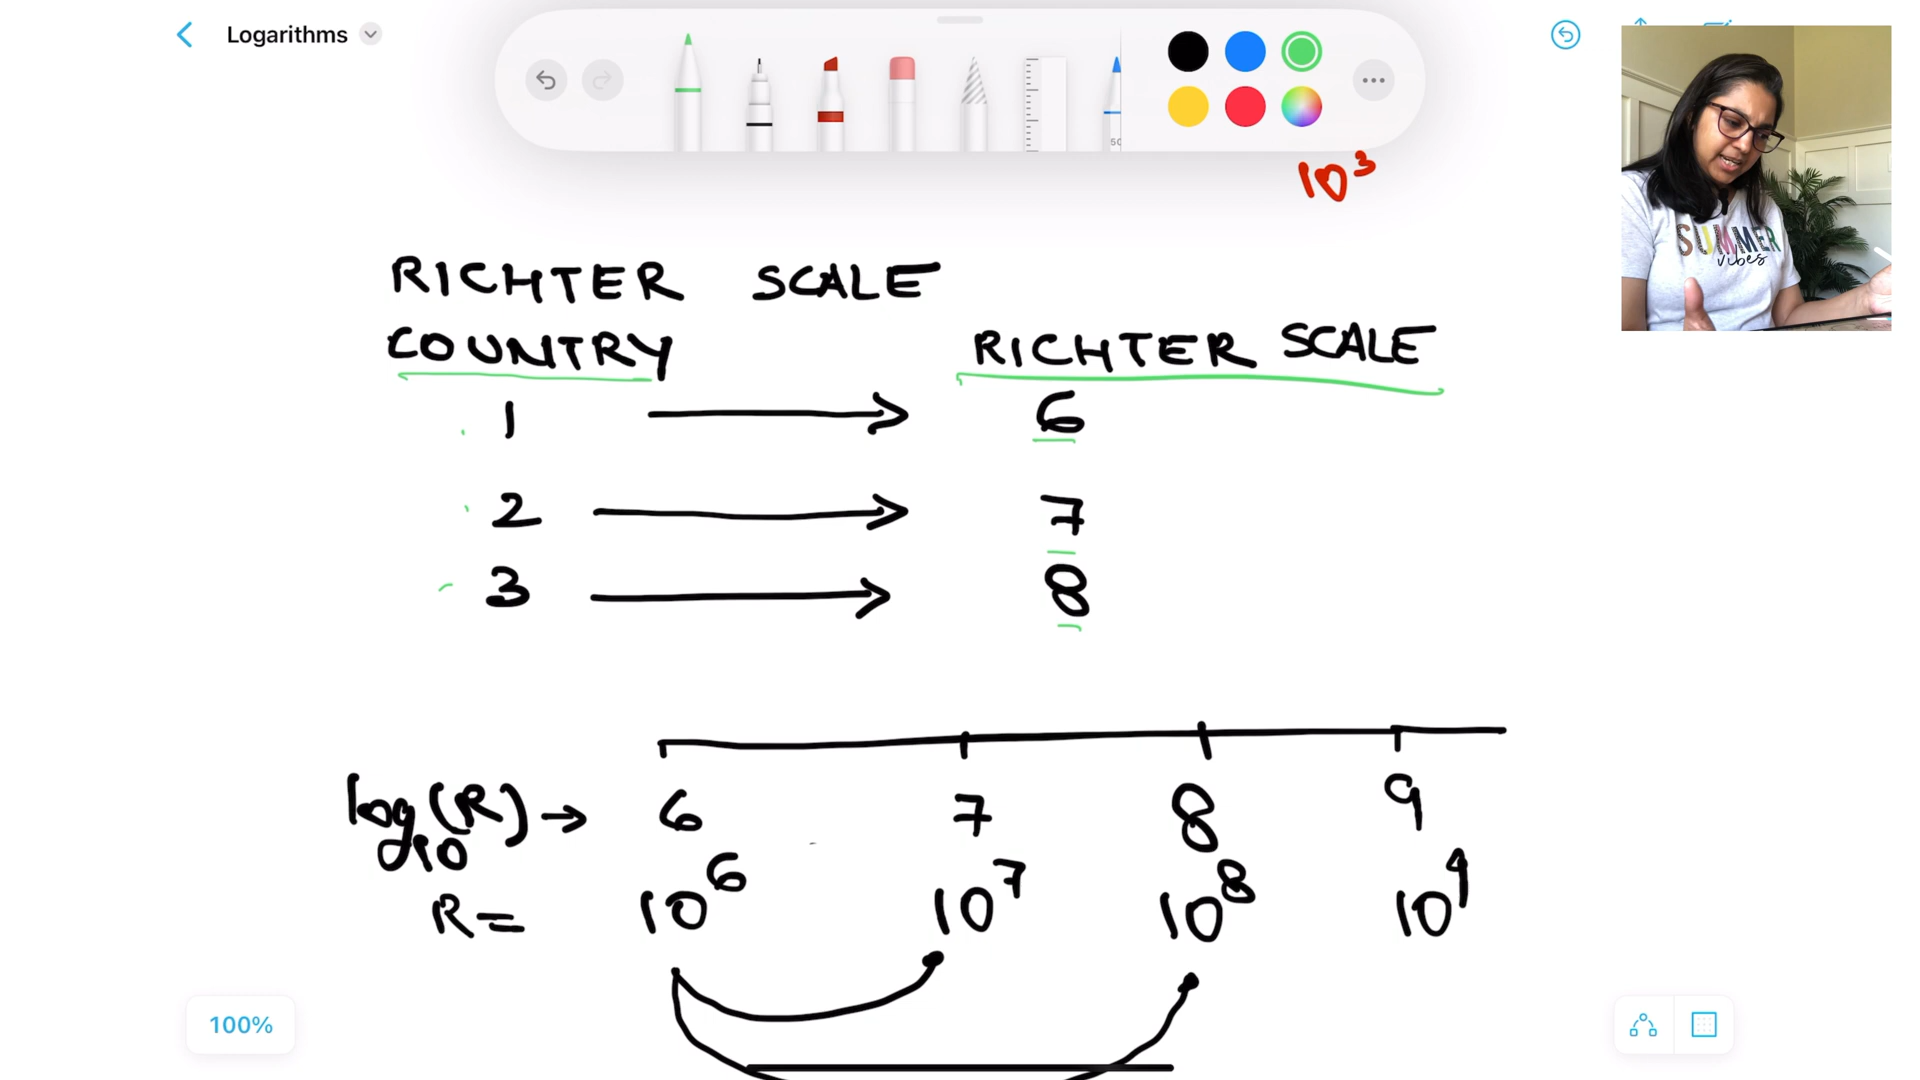 Logarithms
50
10³
SUMMER
vibes
RICHTER SCALE
COUNTRY RICHTER SCALE
1 → 6
2 → 7
3 → 8
log₁₀(R) → 6 7 8 9
R = 10⁶ 10⁷ 10⁸ 10⁹
100%